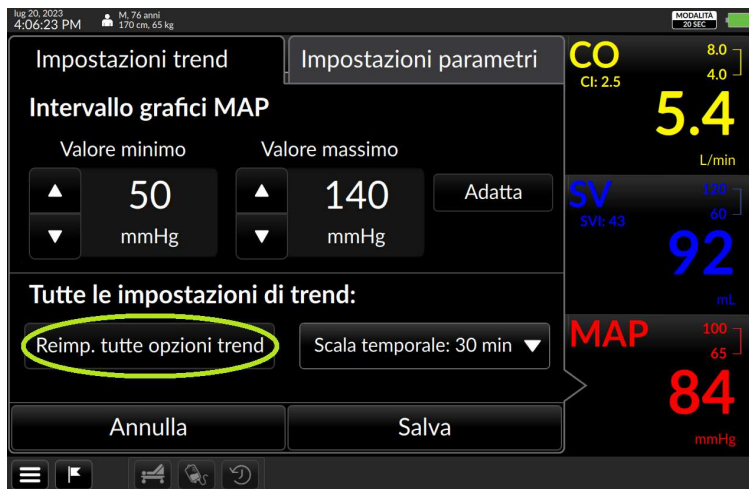 lug 20, 2023
4:06:23 PM
M, 76 anni
170 cm, 65 kg
MODALITÀ
20 SEC
Impostazioni trend
Impostazioni parametri
Intervallo grafici MAP
Valore minimo
Valore massimo
50
mmHg
140
mmHg
Adatta
Tutte le impostazioni di trend:
Reimp. tutte opzioni trend
Scala temporale: 30 min
Annulla
Salva
CO
CI: 2.5
8.0
4.0
5.4
L/min
SV
SVI: 43
120
60
92
mL
MAP
100
65
84
mmHg